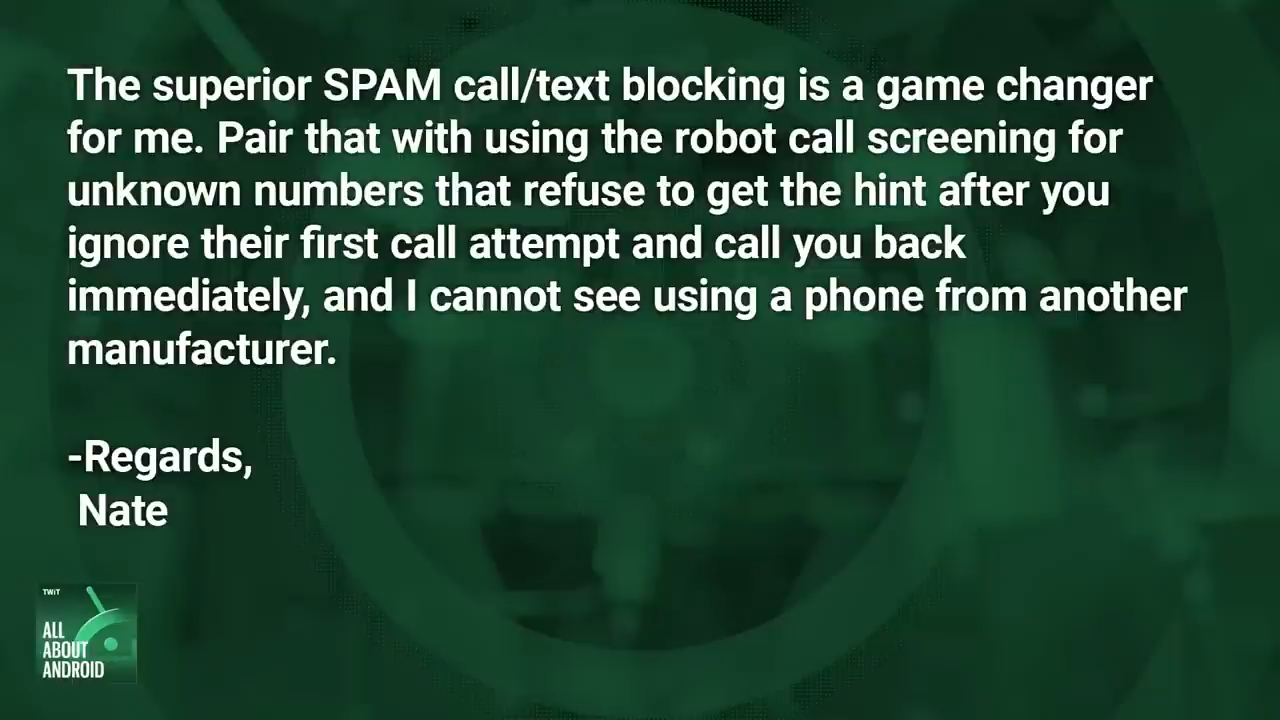 The superior SPAM call/text blocking is a game changer
for me. Pair that with using the robot call screening for
unknown numbers that refuse to get the hint after you
ignore their first call attempt and call you back
immediately, and I cannot see using a phone from another
manufacturer.
-Regards,
Nate
TWiT
ALL
ABOUT
ANDROID